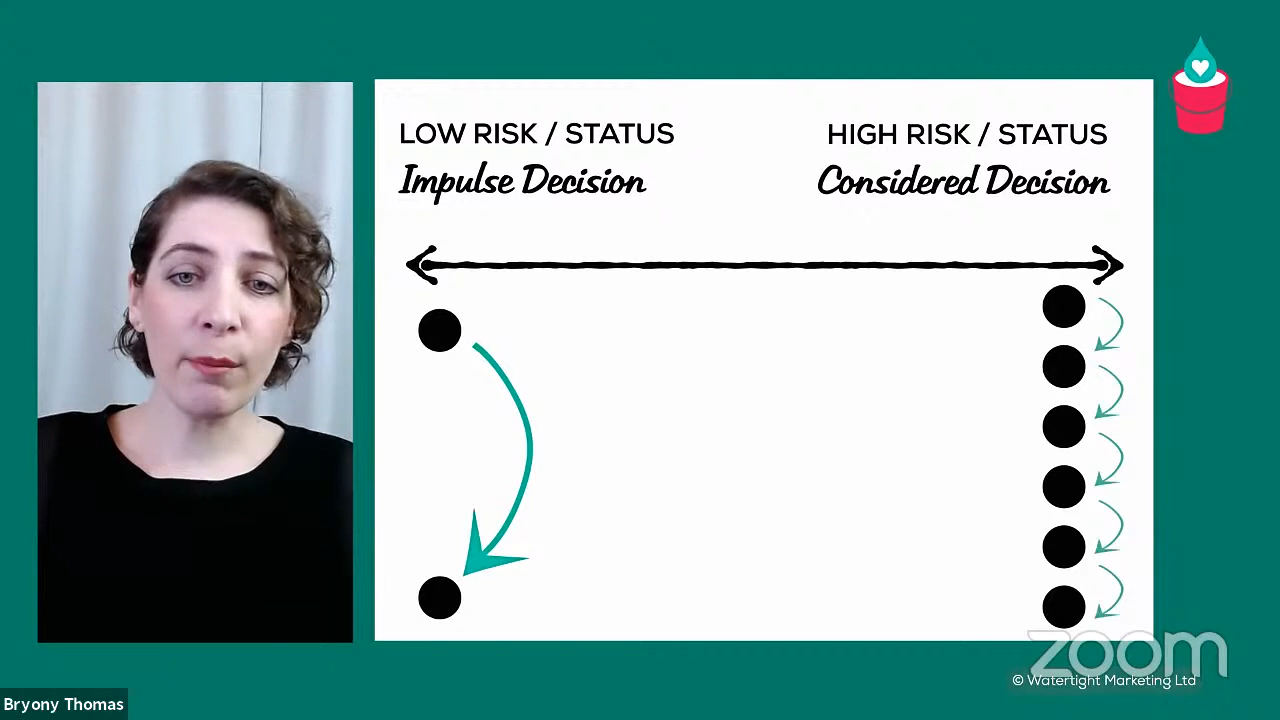 LOW RISK / STATUS
Impulse Decision
HIGH RISK / STATUS
Considered Decision
zoom
© Watertight Marketing Ltd
Bryony Thomas